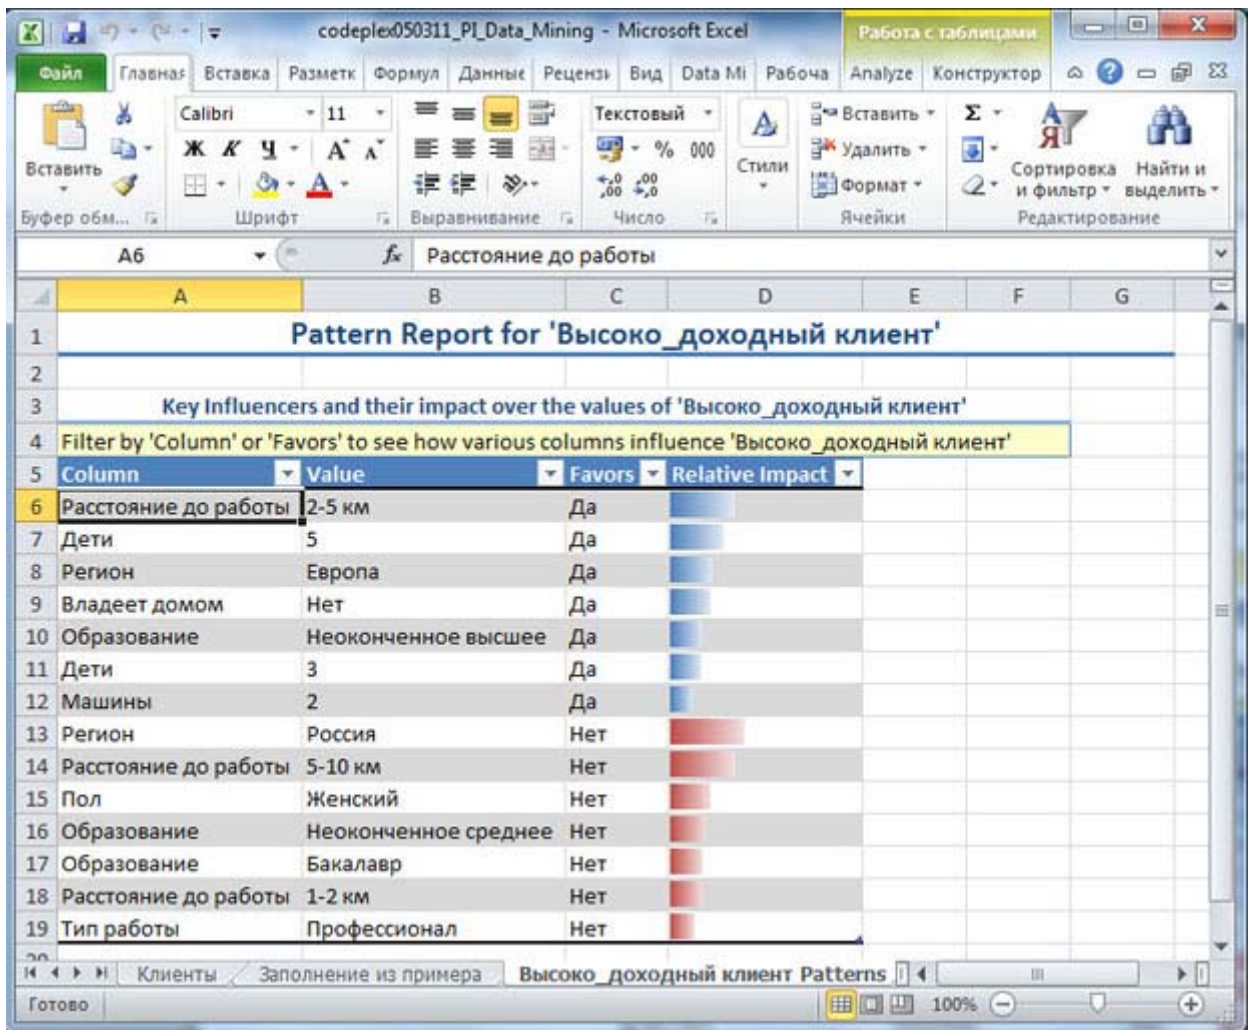 codeplex050311_PI_Data_Mining - Microsoft Excel
Работа с таблицами
Файл Главная Вставка Разметк Формул Данные Рецензи Вид Data Mi Рабоча Analyze Конструктор
Calibri 11 Текстовый Вставить Σ
Вставить Ж К Ч A A % 000 Стили Удалить Сортировка и фильтр Найти и выделить
A ,0 ,00 ,00 ,0 Формат
Буфер обм... Шрифт Выравнивание Число Ячейки Редактирование
A6 fx Расстояние до работы
A B C D E F G
1 Pattern Report for 'Высоко_доходный клиент'
2
3 Key Influencers and their impact over the values of 'Высоко_доходный клиент'
4 Filter by 'Column' or 'Favors' to see how various columns influence 'Высоко_доходный клиент'
5 Column Value Favors Relative Impact
6 Расстояние до работы 2-5 км Да
7 Дети 5 Да
8 Регион Европа Да
9 Владеет домом Нет Да
10 Образование Неоконченное высшее Да
11 Дети 3 Да
12 Машины 2 Да
13 Регион Россия Нет
14 Расстояние до работы 5-10 км Нет
15 Пол Женский Нет
16 Образование Неоконченное среднее Нет
17 Образование Бакалавр Нет
18 Расстояние до работы 1-2 км Нет
19 Тип работы Профессионал Нет
Клиенты Заполнение из примера Высоко_доходный клиент Patterns
Готово 100%